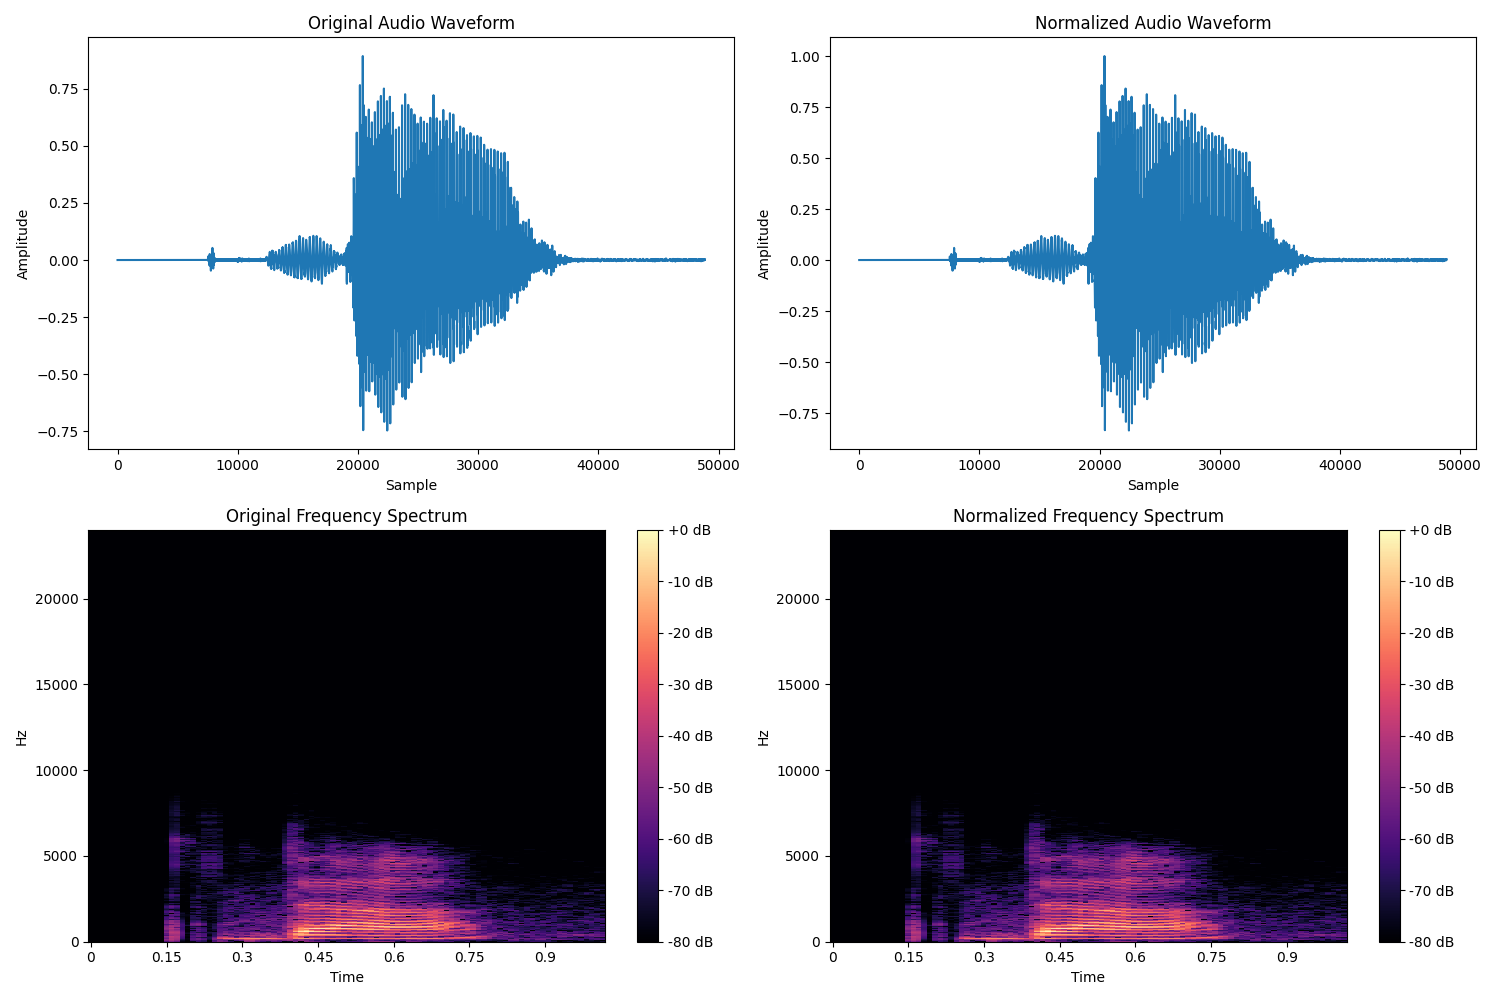 Original Audio Waveform
Amplitude
0.75
0.50
0.25
0.00
−0.25
−0.50
−0.75
0 10000 20000 30000 40000 50000
Sample
Normalized Audio Waveform
Amplitude
1.00
0.75
0.50
0.25
0.00
−0.25
−0.50
−0.75
0 10000 20000 30000 40000 50000
Sample
Original Frequency Spectrum
Hz
20000
15000
10000
5000
0
0 0.15 0.3 0.45 0.6 0.75 0.9
Time
+0 dB
-10 dB
-20 dB
-30 dB
-40 dB
-50 dB
-60 dB
-70 dB
-80 dB
Normalized Frequency Spectrum
Hz
20000
15000
10000
5000
0
0 0.15 0.3 0.45 0.6 0.75 0.9
Time
+0 dB
-10 dB
-20 dB
-30 dB
-40 dB
-50 dB
-60 dB
-70 dB
-80 dB